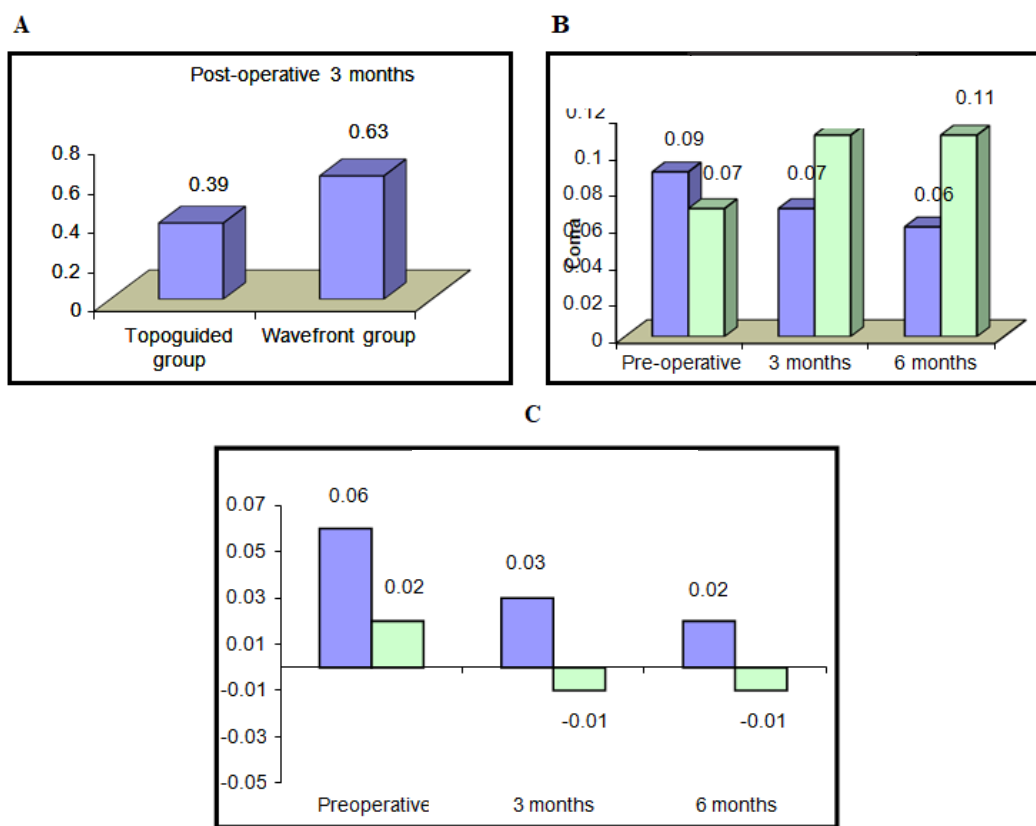 A
Post-operative 3 months
0.8
0.6
0.4
0.2
0
0.39
0.63
Topoguided
group
Wavefront group
B
0.12
0.1
0.08
0.06
0.04
0.02
0
Coma
0.09
0.07
0.07
0.06
0.11
Pre-operative
3 months
6 months
C
0.07
0.05
0.03
0.01
-0.01
-0.03
-0.05
0.06
0.02
0.03
-0.01
0.02
-0.01
Preoperative
3 months
6 months